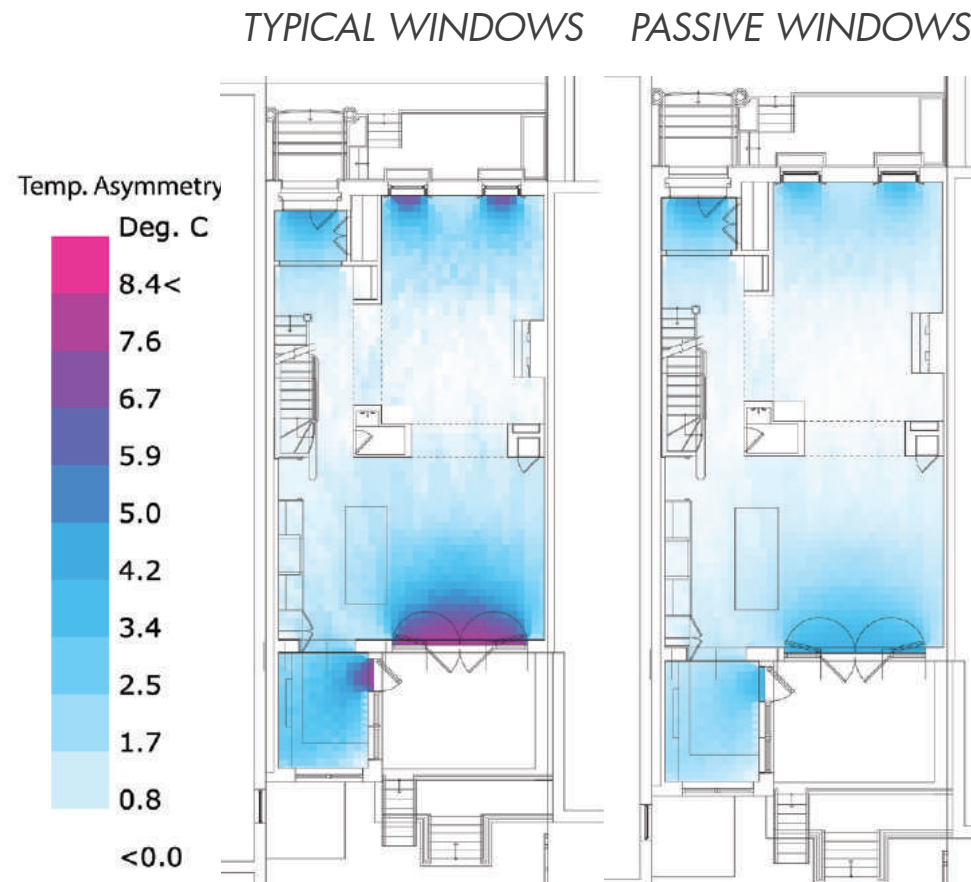 TYPICAL WINDOWS
PASSIVE WINDOWS
Temp. Asymmetry
Deg. C
8.4<
7.6
6.7
5.9
5.0
4.2
3.4
2.5
1.7
0.8
<0.0